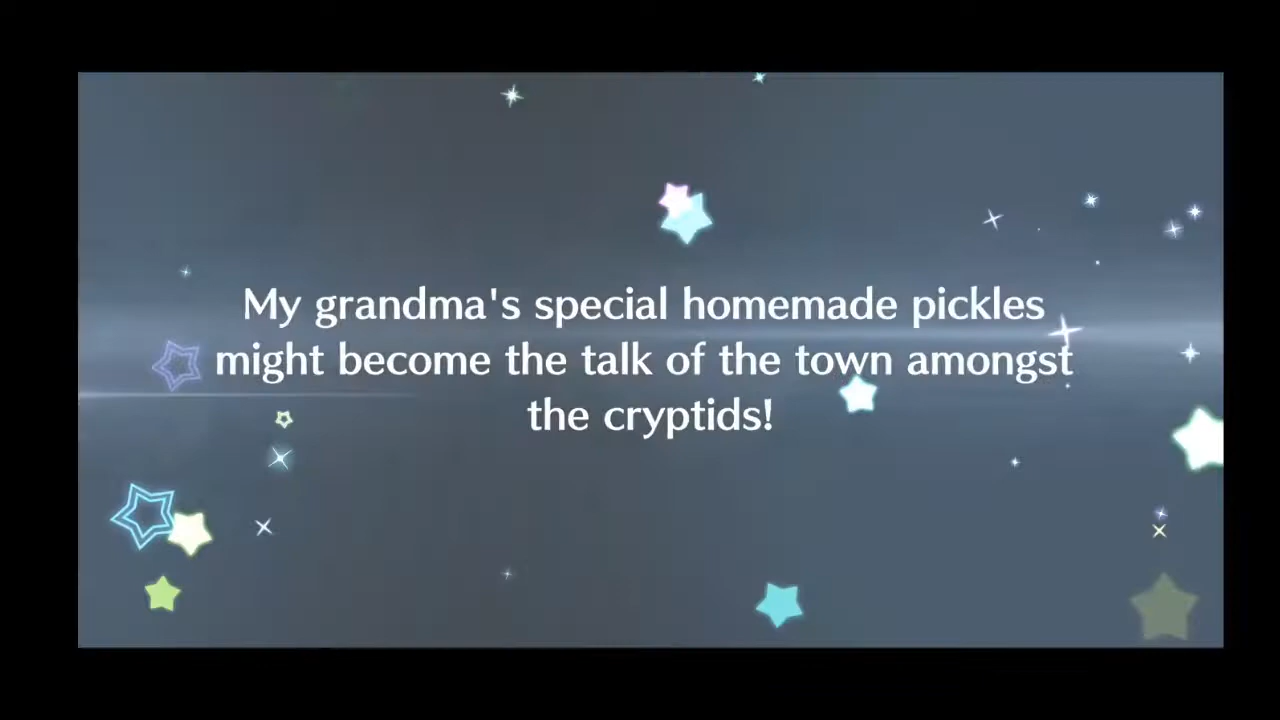 My grandma's special homemade pickles
might become the talk of the town amongst
the cryptids!